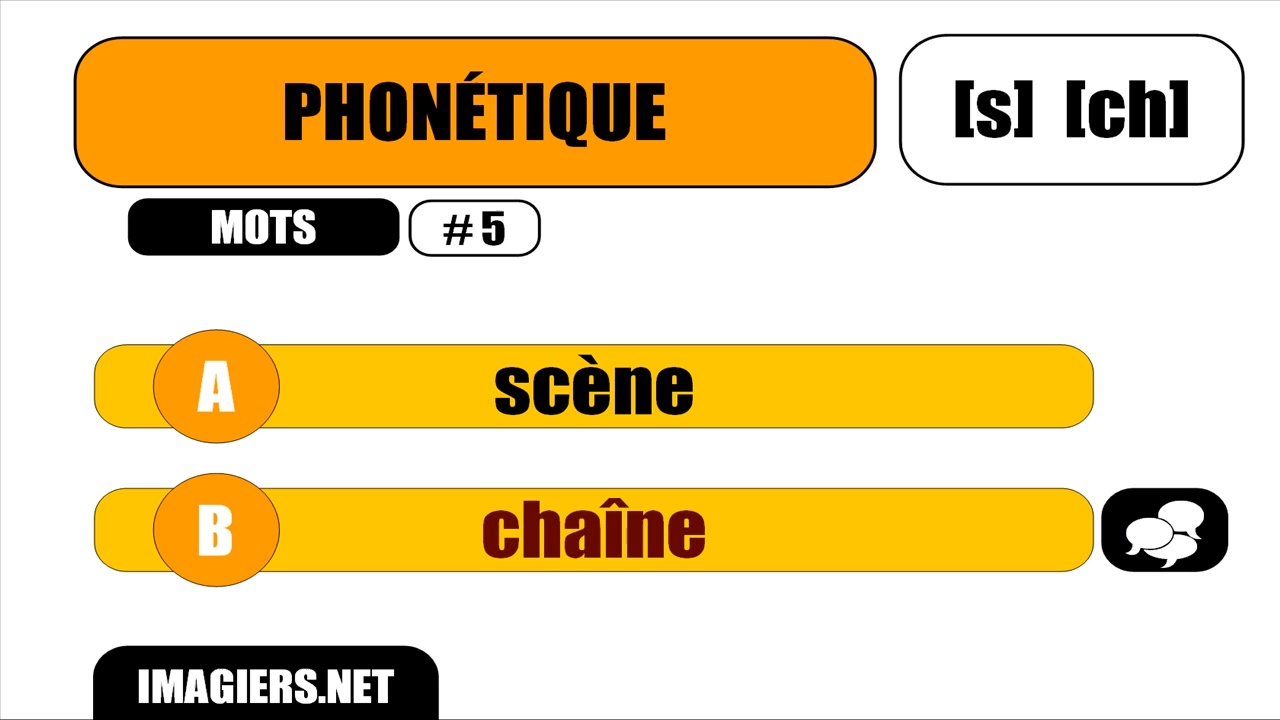 PHONÉTIQUE
[s] [ch]
MOTS
# 5
A
scène
B
chaîne
IMAGIERS.NET